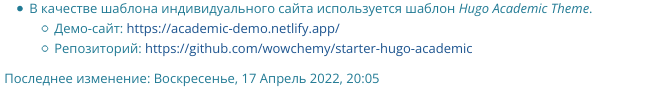 В качестве шаблона индивидуального сайта используется шаблон Hugo Academic Theme.
Демо-сайт: https://academic-demo.netlify.app/
Репозиторий: https://github.com/wowchemy/starter-hugo-academic
Последнее изменение: Воскресенье, 17 Апрель 2022, 20:05